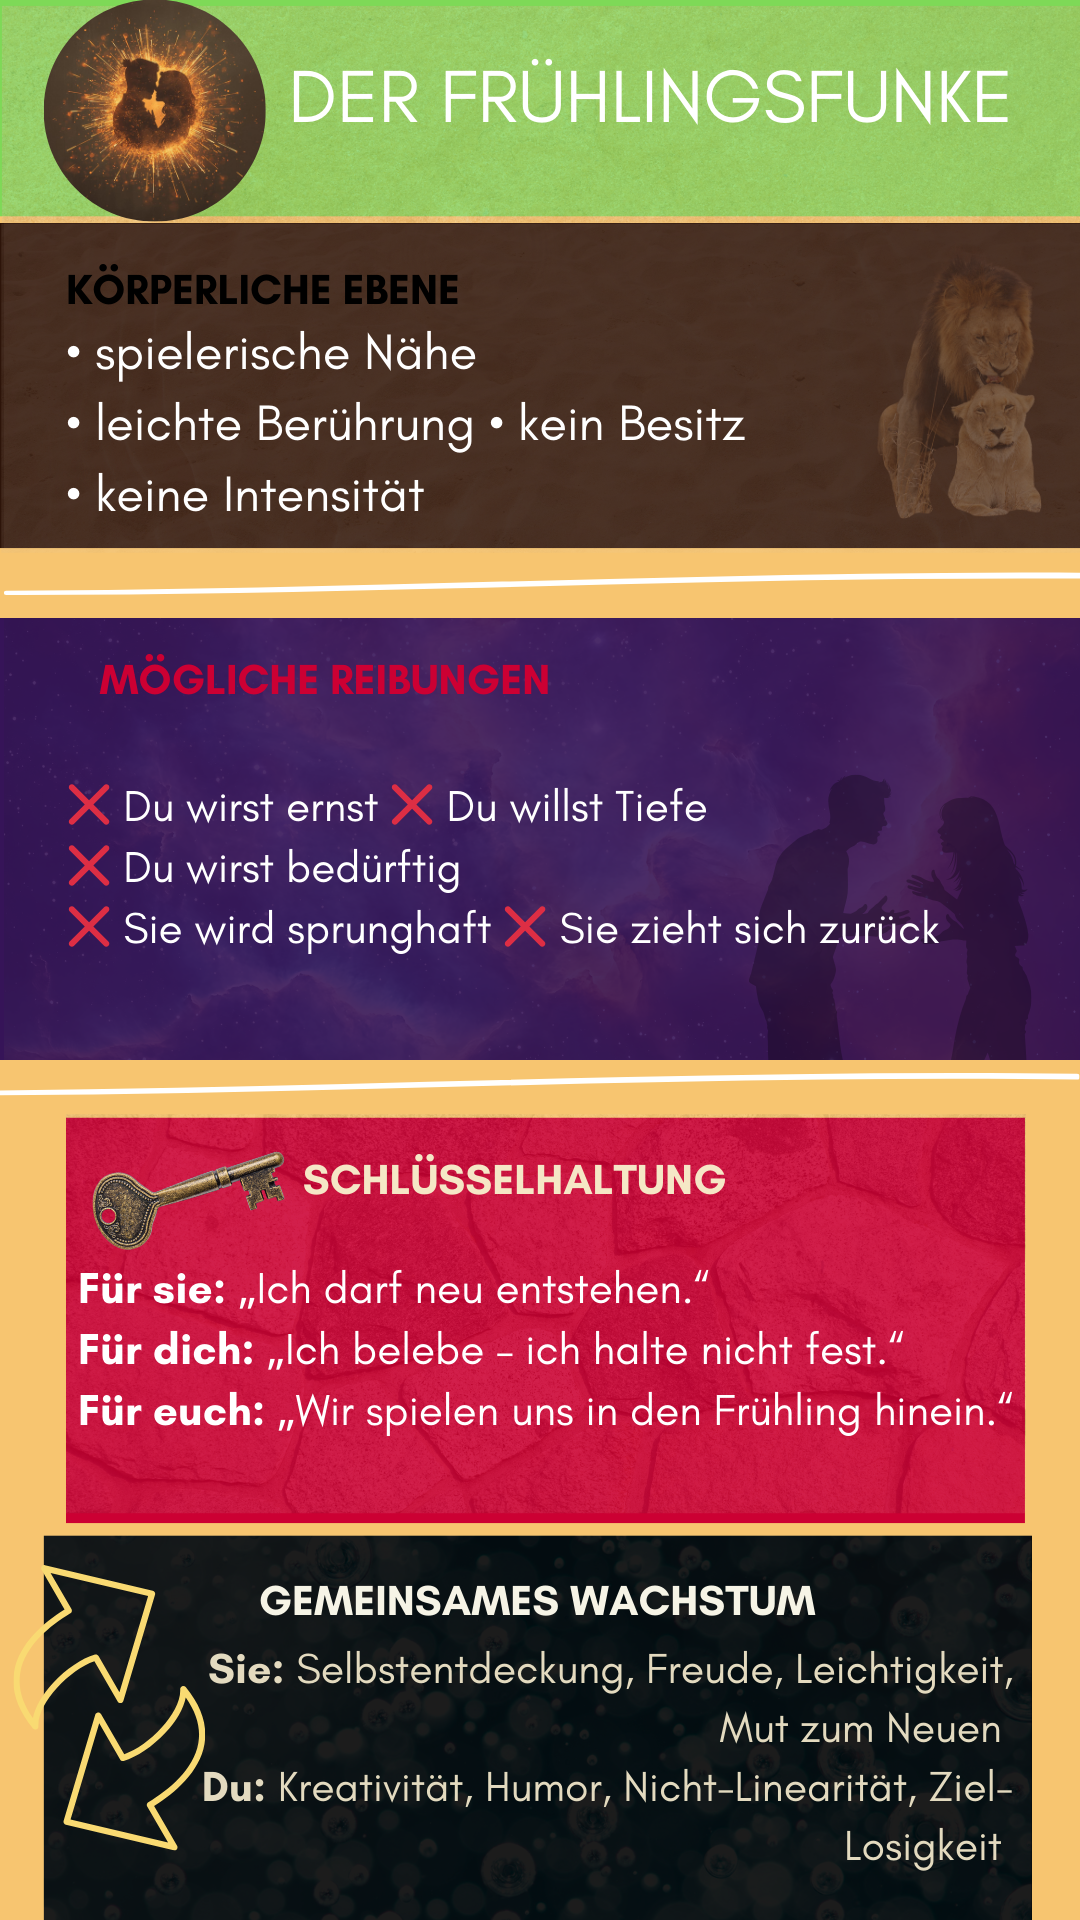 DER FRÜHLINGSFUNKE
KÖRPERLICHE EBENE
• spielerische Nähe
• leichte Berührung • kein Besitz
• keine Intensität
MÖGLICHE REIBUNGEN
❌ Du wirst ernst ❌ Du willst Tiefe
❌ Du wirst bedürftig
❌ Sie wird sprunghaft ❌ Sie zieht sich zurück
SCHLÜSSELHALTUNG
Für sie: „Ich darf neu entstehen.“
Für dich: „Ich belebe – ich halte nicht fest.“
Für euch: „Wir spielen uns in den Frühling hinein.“
GEMEINSAMES WACHSTUM
Sie: Selbstentdeckung, Freude, Leichtigkeit,
Mut zum Neuen
Du: Kreativität, Humor, Nicht-Linearität, Ziel-
Losigkeit